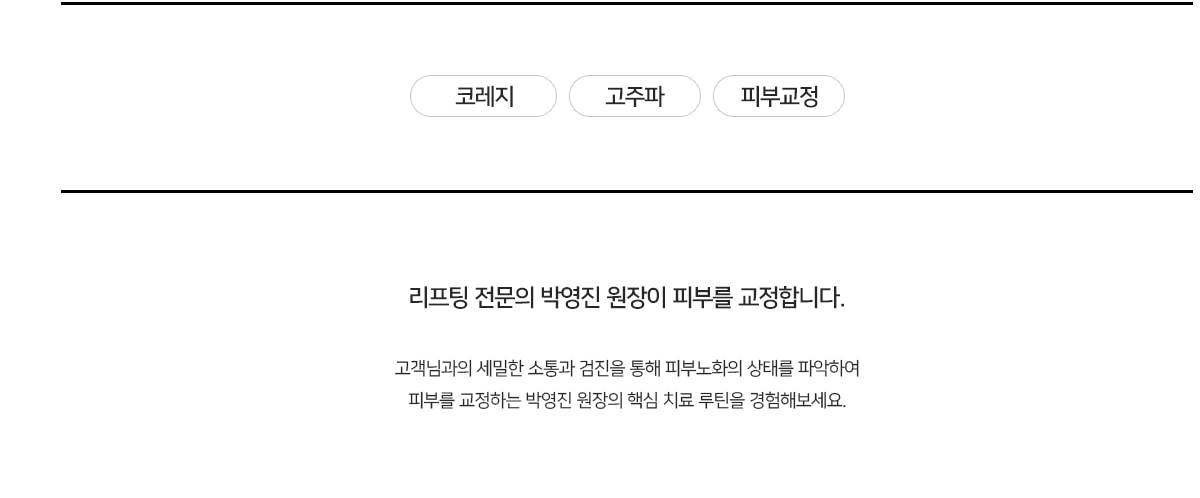 코레지 고주파 피부교정
리프팅 전문의 박영진 원장이 피부를 교정합니다.
고객님과의 세밀한 소통과 검진을 통해 피부노화의 상태를 파악하여
피부를 교정하는 박영진 원장의 핵심 치료 루틴을 경험해보세요.